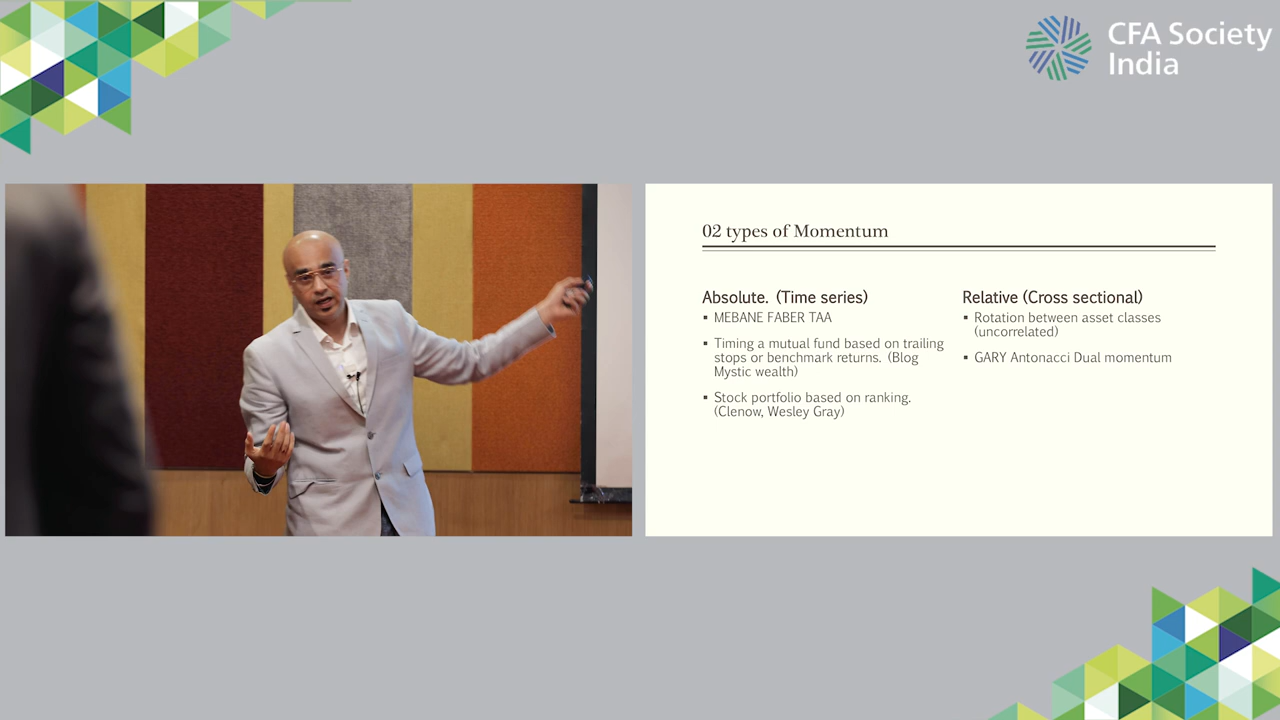 CFA Society
India
02 types of Momentum
Absolute. (Time series)
▪ MEBANE FABER TAA
▪ Timing a mutual fund based on trailing
stops or benchmark returns. (Blog
Mystic wealth)
▪ Stock portfolio based on ranking.
(Clenow, Wesley Gray)
Relative (Cross sectional)
▪ Rotation between asset classes
(uncorrelated)
▪ GARY Antonacci Dual momentum